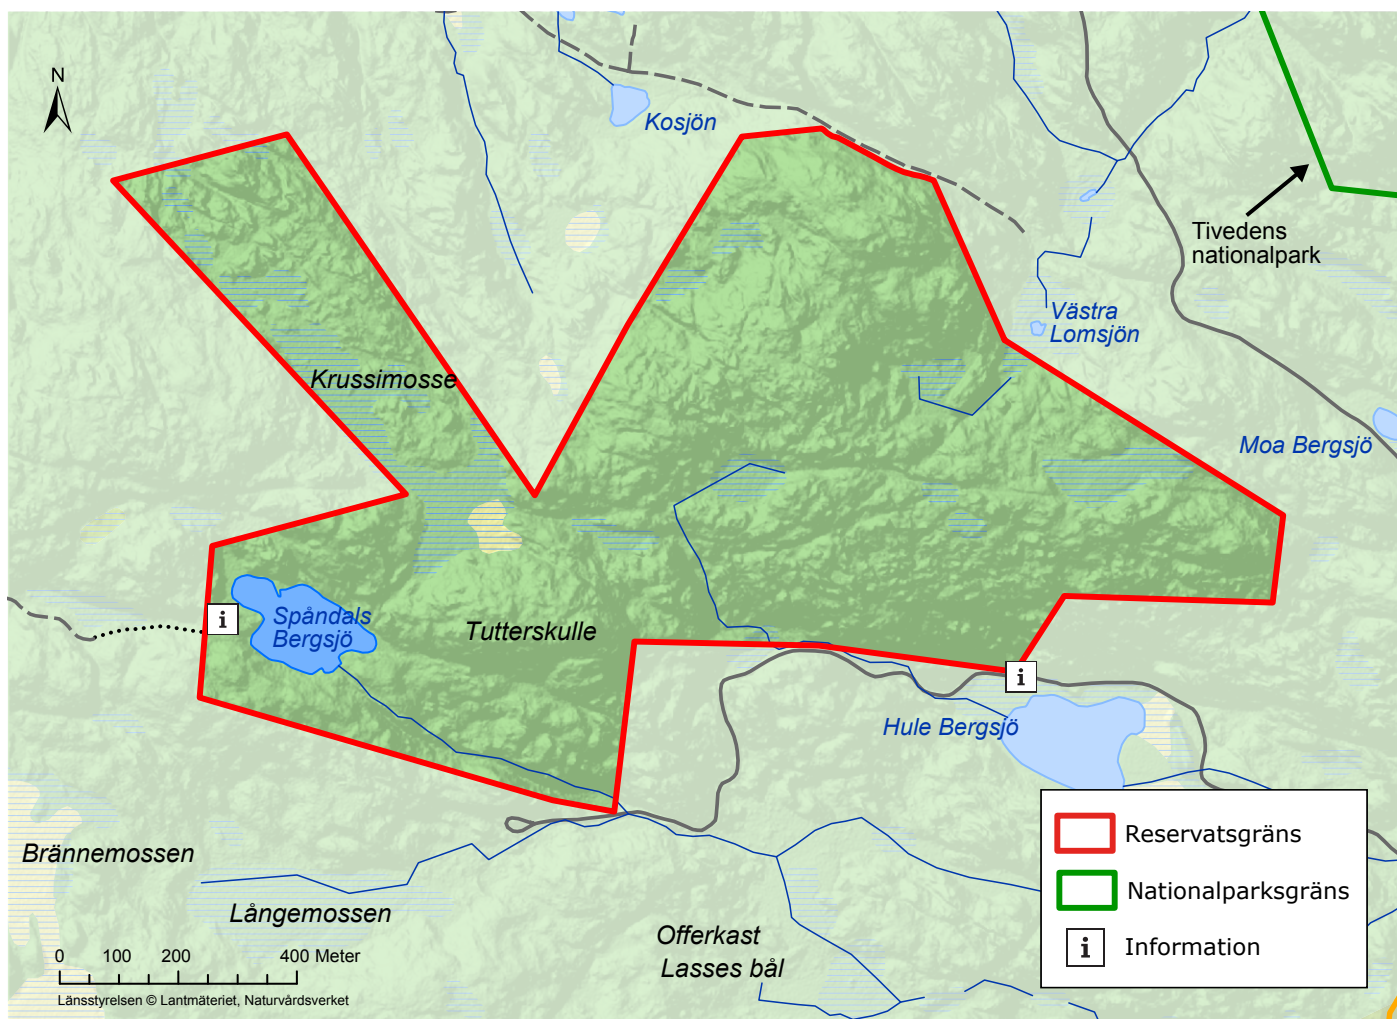 N
Kosjön
Tivedens
nationalpark
Västra
Lomsjön
Krussimosse
Moa Bergsjö
i
Spåndals
Bergsjö
Tutterskulle
i
Hule Bergsjö
Brännemossen
Långemossen
Offerkast
Lasses bål
0 100 200 400 Meter
Länsstyrelsen © Lantmäteriet, Naturvårdsverket
Reservatsgräns
Nationalparksgräns
i Information